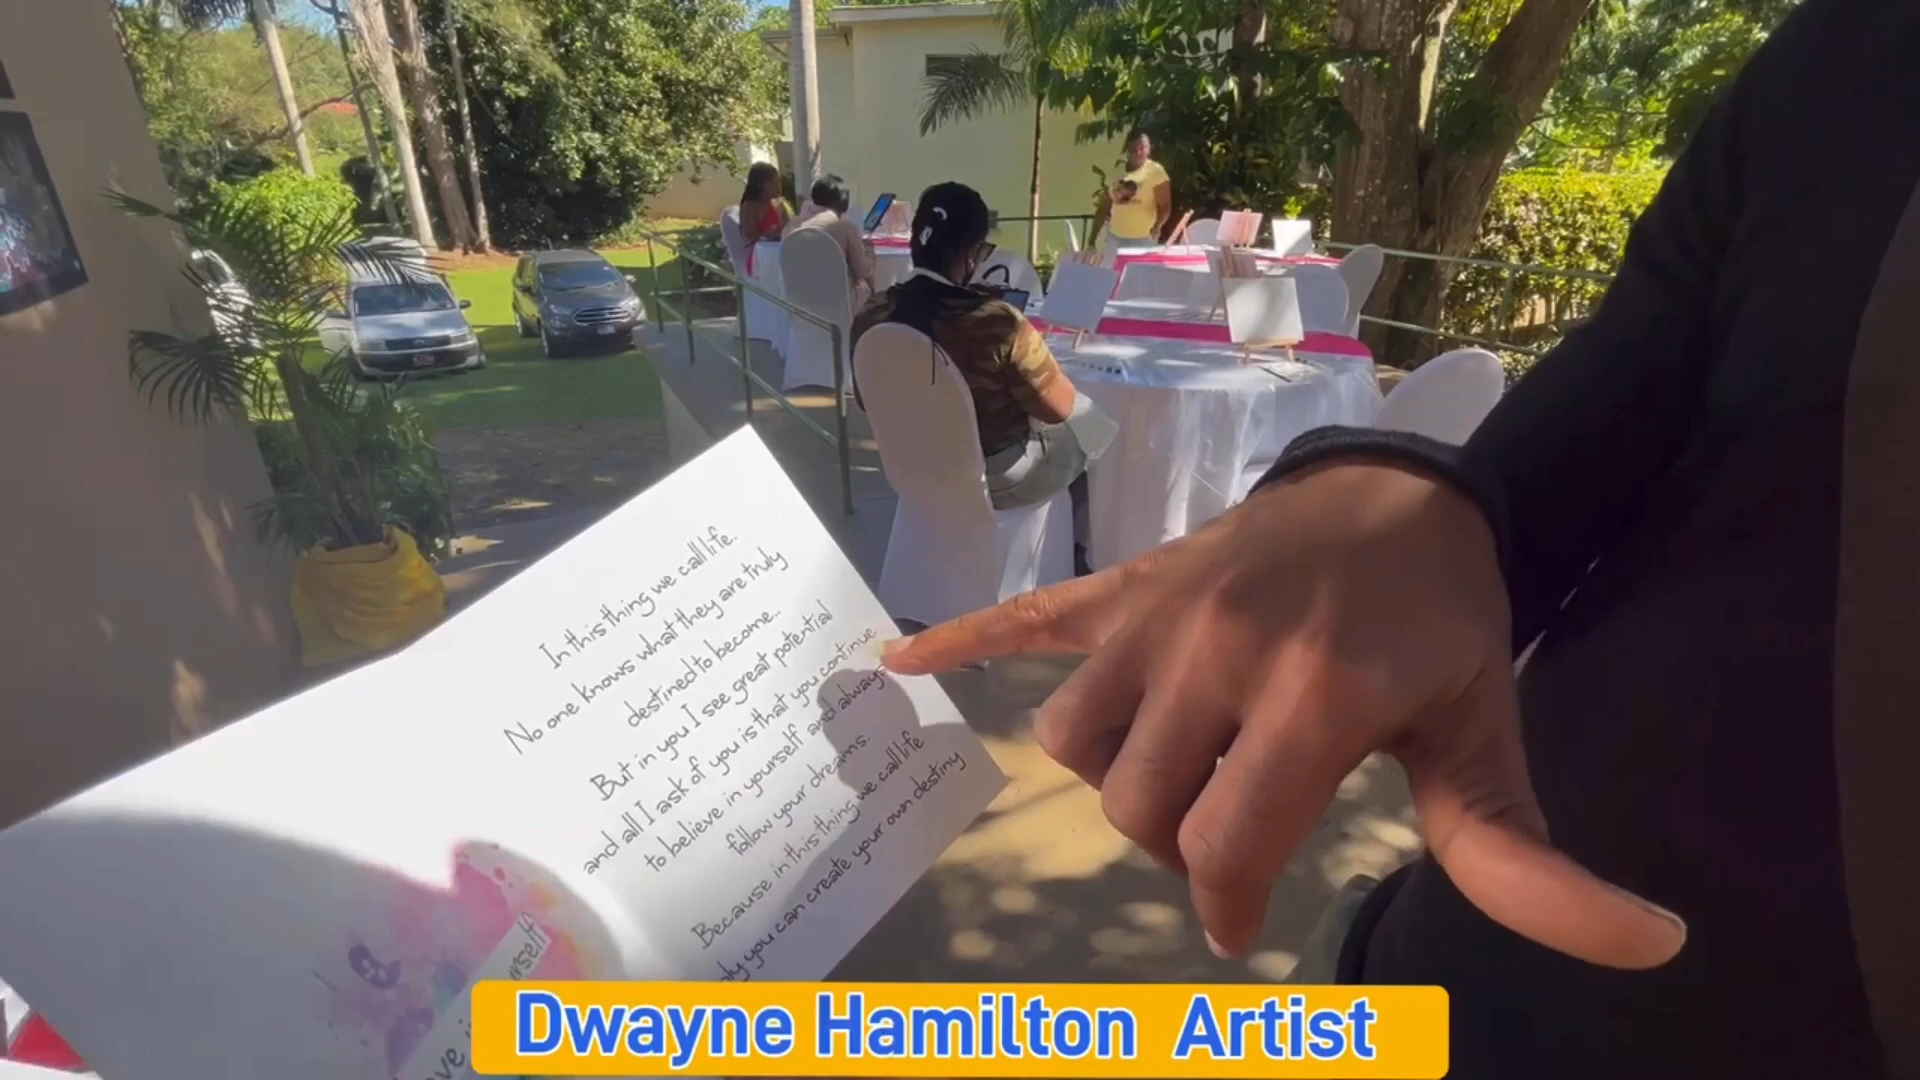 In this thing we call life.
No one knows what they are truly
destined to become..
But in you I see great potential
and all I ask of you is that you continue
to believe in yourself and always
follow your dreams.
Because in this thing we call life
you can create your own destiny
Dwayne Hamilton Artist